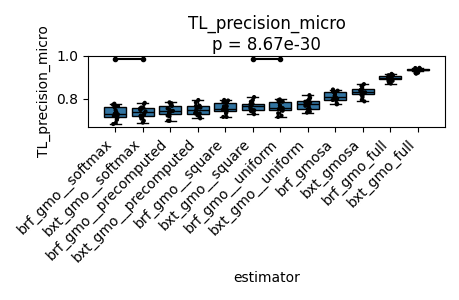 TL_precision_micro
p = 8.67e-30
TL_precision_micro
1.0
0.8
brf_gmo__softmax
bxt_gmo__softmax
brf_gmo__precomputed
bxt_gmo__precomputed
brf_gmo__square
bxt_gmo__square
brf_gmo__uniform
bxt_gmo__uniform
brf_gmosa
bxt_gmosa
brf_gmo_full
bxt_gmo_full
estimator